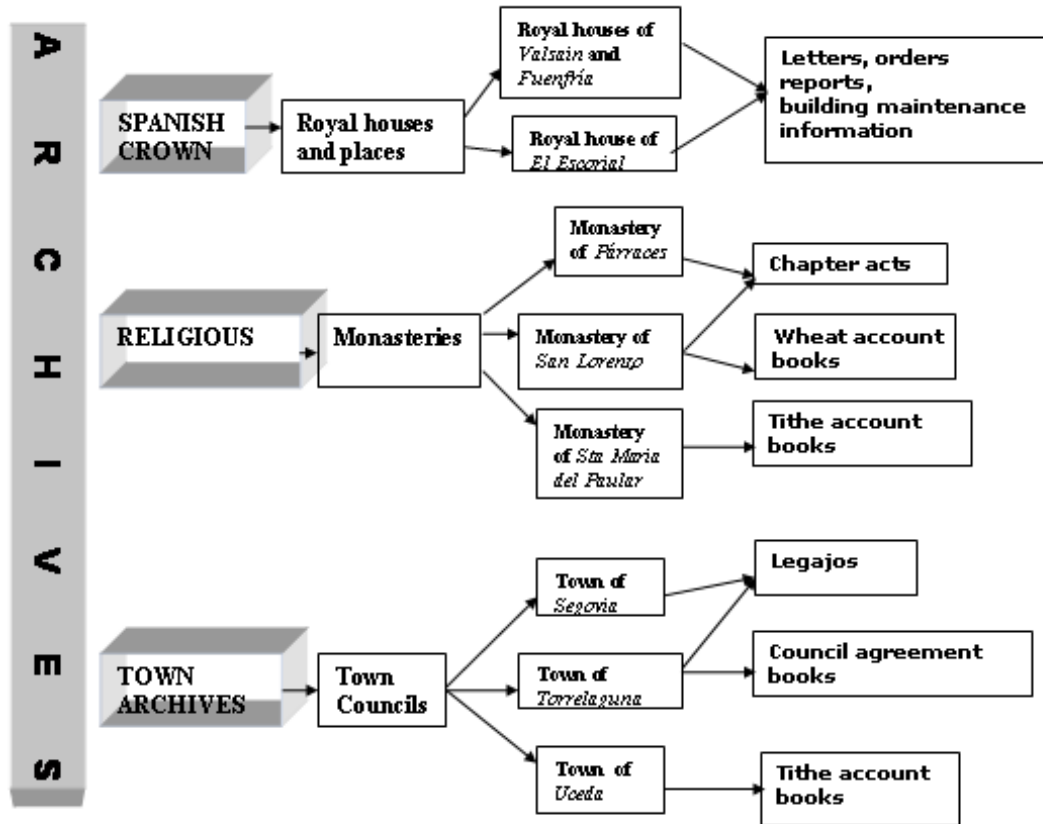 ARCHIVES
SPANISH
CROWN
Royal houses
and places
Royal houses of
Valsain and
Fuenfría
Royal house of
El Escorial
Letters, orders
reports,
building maintenance
information
RELIGIOUS
Monasteries
Monastery
of Párraces
Monastery of
San Lorenzo
Monastery
of Sta Maria
del Paular
Chapter acts
Wheat account
books
Tithe account
books
TOWN
ARCHIVES
Town
Councils
Town of
Segovia
Town of
Torrelaguna
Town of
Uceda
Legajos
Council agreement
books
Tithe account
books